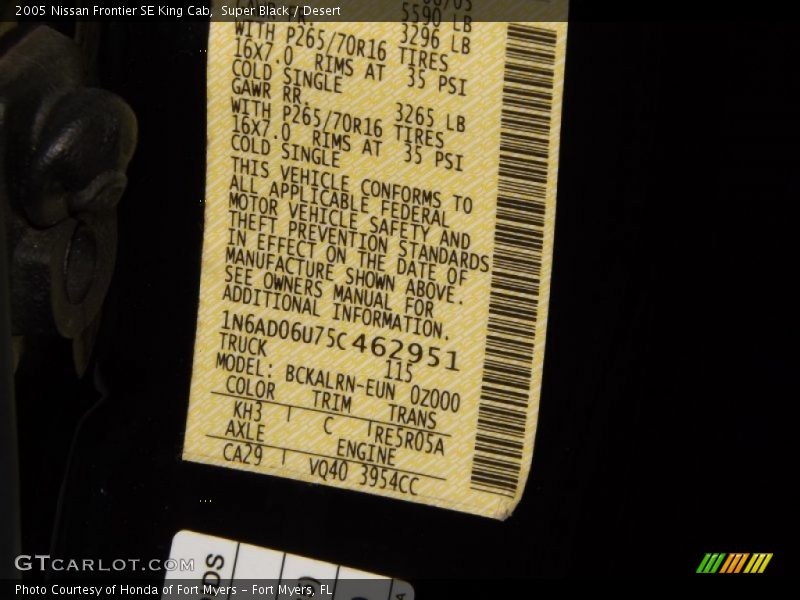 2005 Nissan Frontier SE King Cab,  Super Black / Desert
5590 LB
3296 LB
WITH P265/70R16 TIRES
16X7.0 RIMS AT 35 PSI
COLD SINGLE
GAWR RR. 3265 LB
WITH P265/70R16 TIRES
16X7.0 RIMS AT 35 PSI
COLD SINGLE
THIS VEHICLE CONFORMS TO
ALL APPLICABLE FEDERAL
MOTOR VEHICLE SAFETY AND
THEFT PREVENTION STANDARDS
IN EFFECT ON THE DATE OF
MANUFACTURE SHOWN ABOVE.
SEE OWNERS MANUAL FOR
ADDITIONAL INFORMATION.
1N6AD06U75C462951
TRUCK 115
MODEL: BCKALRN-EUN 0Z000
COLOR TRIM TRANS
KH3 C RE5R05A
AXLE ENGINE
CA29 VQ40 3954CC
GTCARLOT.COM
Photo Courtesy of Honda of Fort Myers – Fort Myers, FL